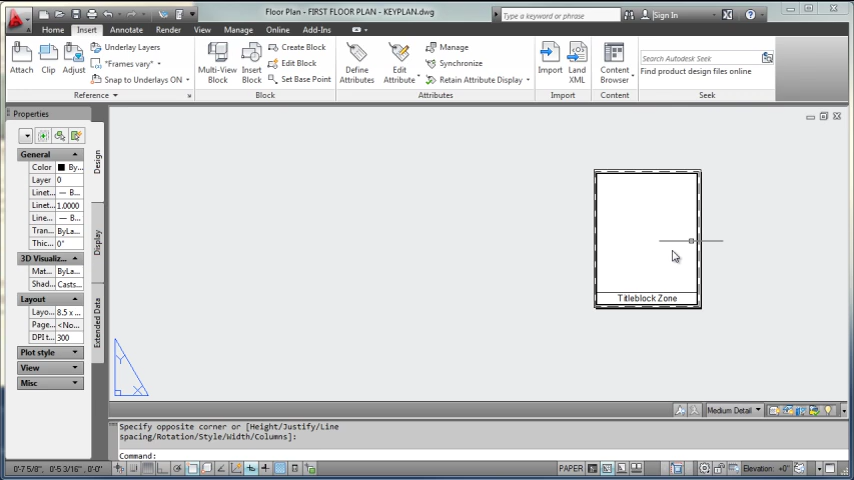 Floor Plan - FIRST FLOOR PLAN - KEYPLAN.dwg
Type a keyword or phrase
Sign In
Home Insert Annotate Render View Manage Online Add-Ins
Attach
Clip
Adjust
Underlay Layers
*Frames vary*
Snap to Underlays ON
Reference
Multi-View Block
Insert Block
Create Block
Edit Block
Set Base Point
Block
Define Attributes
Edit Attributes
Manage
Synchronize
Retain Attribute Display
Attributes
Import
Land XML
Import
Content Browser
Content
Search Autodesk Seek
Find product design files online
Seek
Properties
Design
Display
Extended Data
General
Color By...
Layer 0
Linet... — B...
Linet... 1.0000
Line... — B...
Trans... ByLa...
Thic... 0"
3D Visualiz...
Mat... ByLa...
Shad... Casts...
Layout
Layo... 8.5 x ...
Page... <No...
DPI t... 300
Plot style
View
Misc
Titleblock Zone
Y
X
Medium Detail
Specify opposite corner or [Height/Justify/Line
spacing/Rotation/Style/Width/Columns]:
Command:
0'-7 5/8", 0'-5 3/16", 0'-0"
PAPER
Elevation: +0"